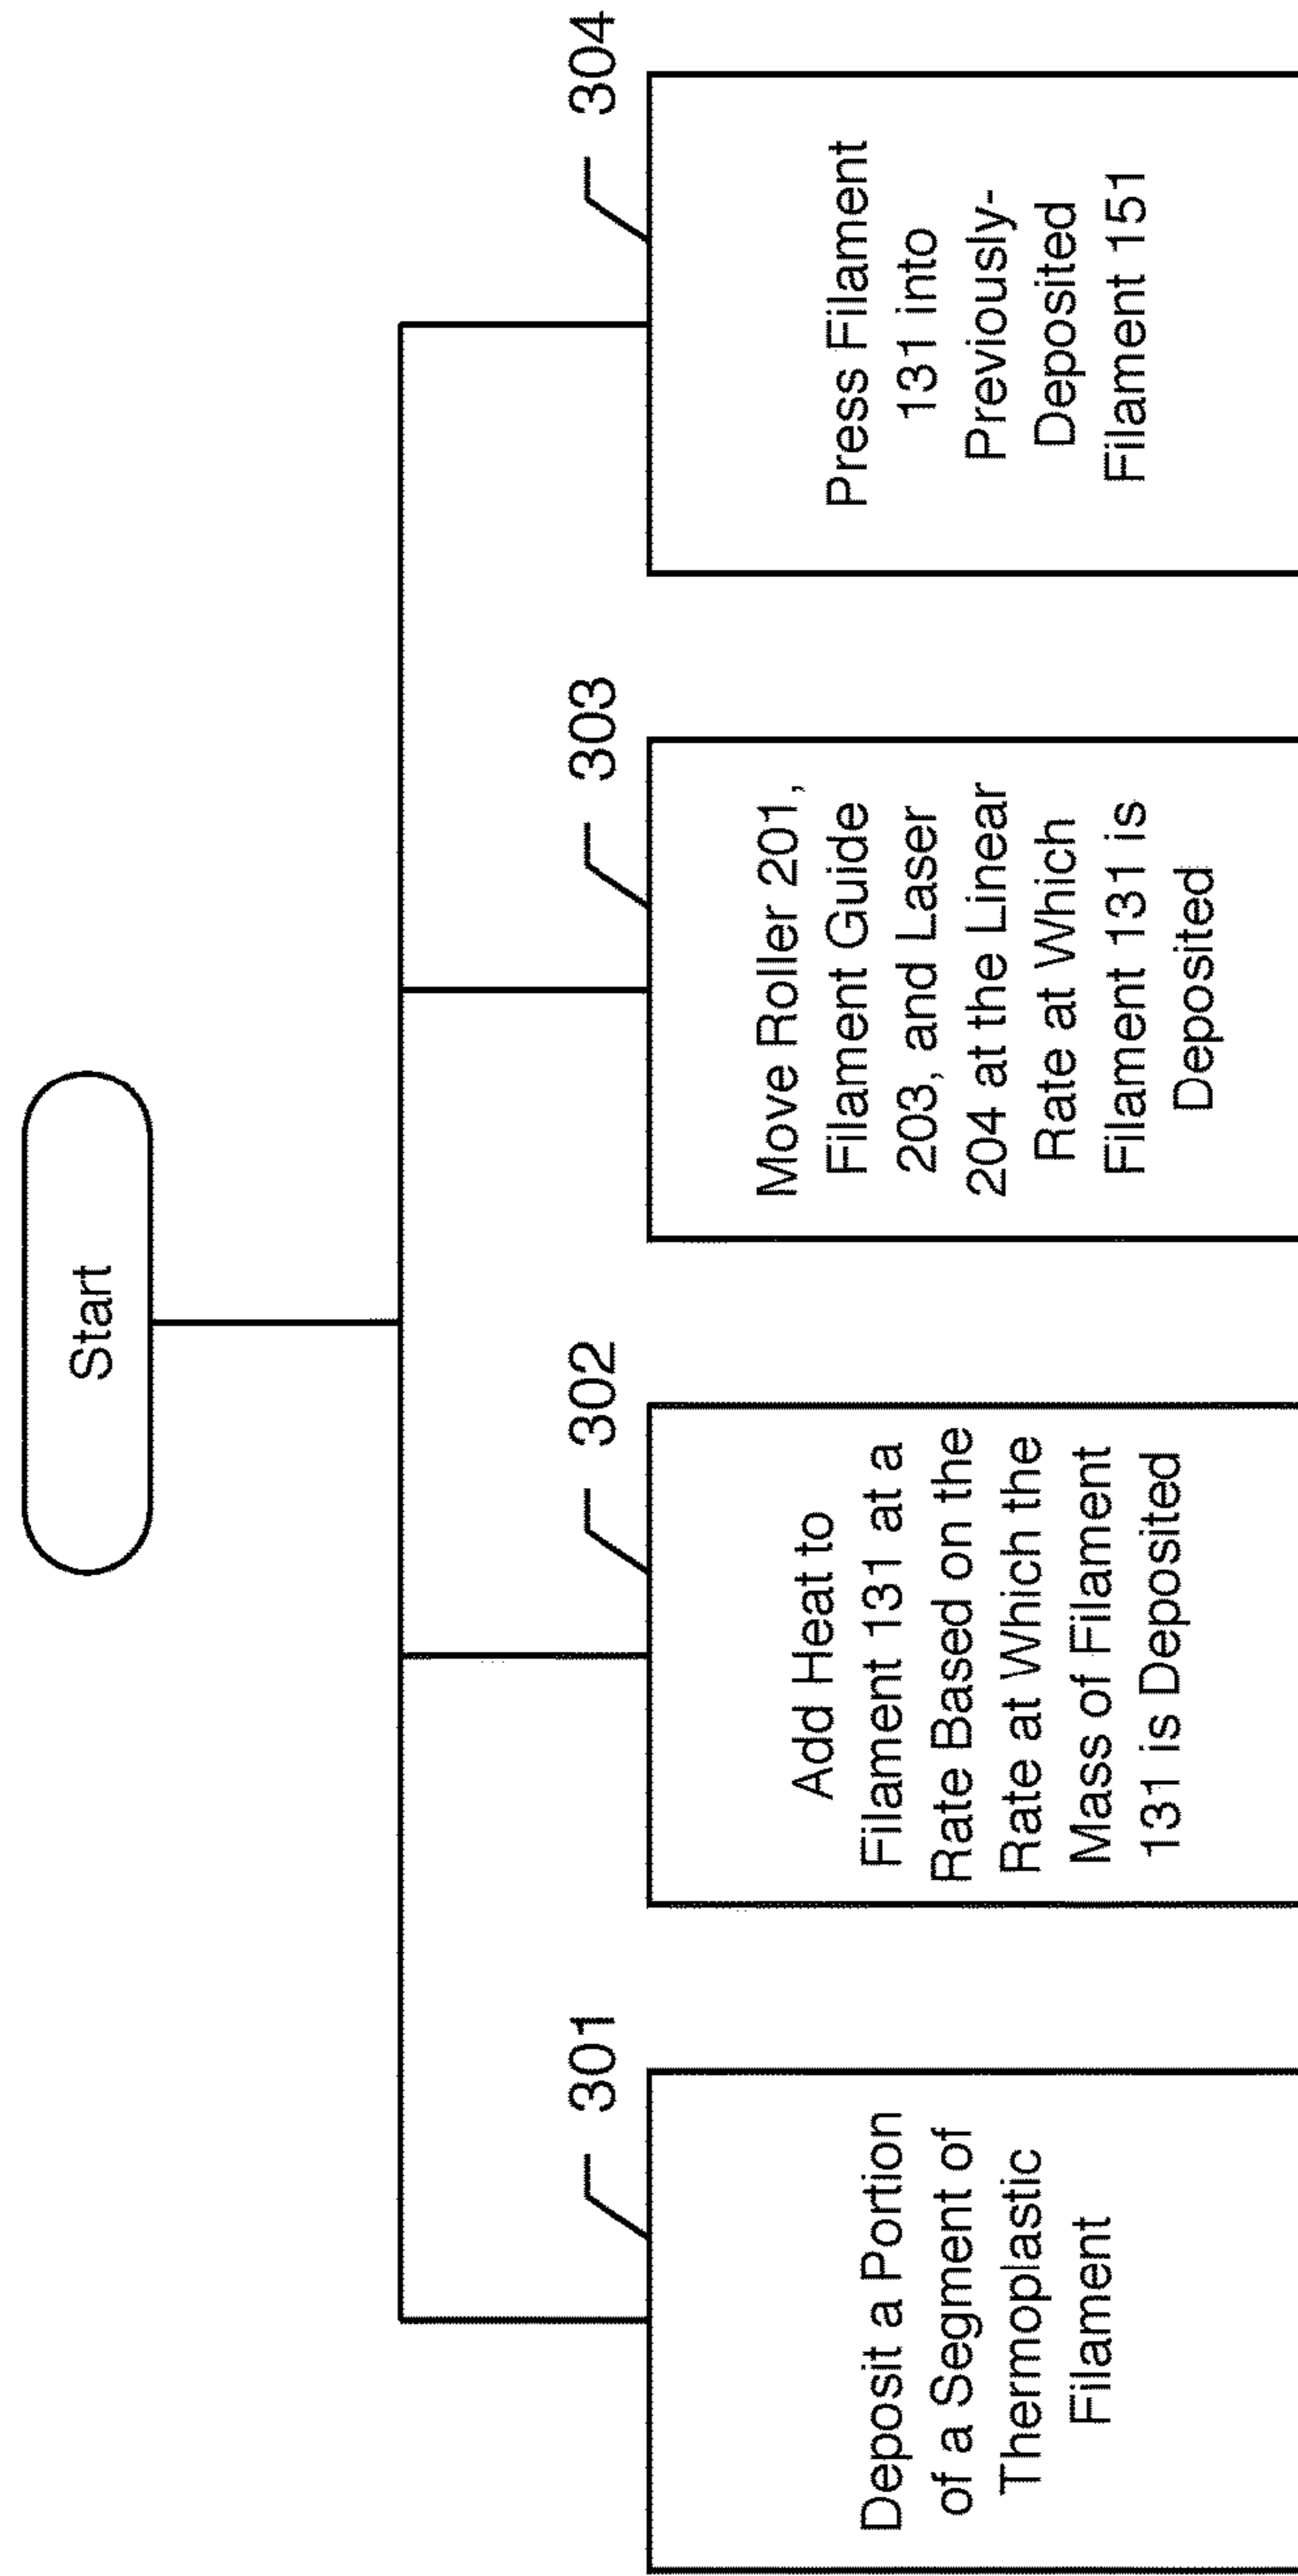 Start
301
Deposit a Portion
of a Segment of
Thermoplastic
Filament
302
Add Heat to
Filament 131 at a
Rate Based on the
Rate at Which the
Mass of Filament
131 is Deposited
303
Move Roller 201,
Filament Guide
203, and Laser
204 at the Linear
Rate at Which
Filament 131 is
Deposited
304
Press Filament
131 into
Previously-
Deposited
Filament 151